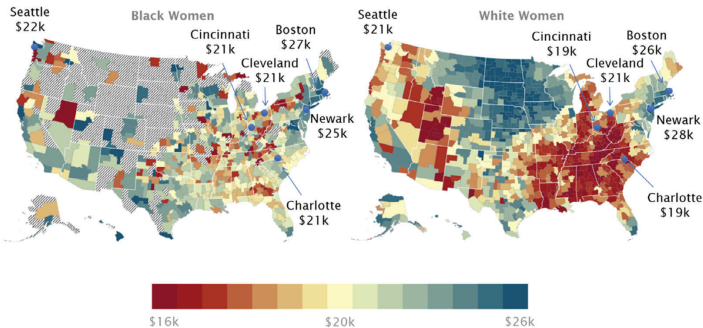 Black Women
Seattle
$22k
Cincinnati
$21k
Boston
$27k
Cleveland
$21k
Newark
$25k
Charlotte
$21k
White Women
Seattle
$21k
Cincinnati
$19k
Boston
$26k
Cleveland
$21k
Newark
$28k
Charlotte
$19k
$16k
$20k
$26k